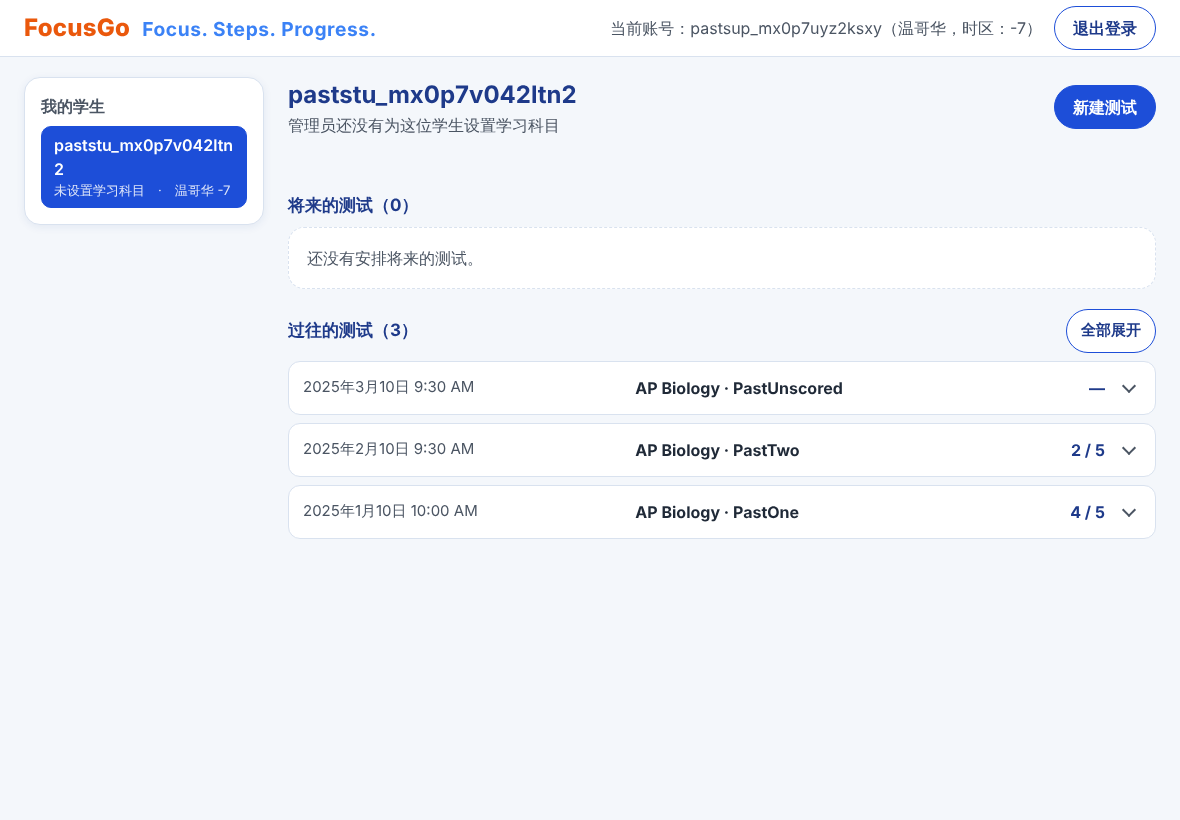 FocusGo Focus. Steps. Progress. 当前账号：pastsup_mx0p7uyz2ksxy（温哥华，时区：-7） 退出登录
我的学生
paststu_mx0p7v042ltn
2
未设置学习科目 · 温哥华 -7
paststu_mx0p7v042ltn2
管理员还没有为这位学生设置学习科目
新建测试
将来的测试（0）
还没有安排将来的测试。
过往的测试（3） 全部展开
2025年3月10日 9:30 AM AP Biology · PastUnscored —
2025年2月10日 9:30 AM AP Biology · PastTwo 2 / 5
2025年1月10日 10:00 AM AP Biology · PastOne 4 / 5